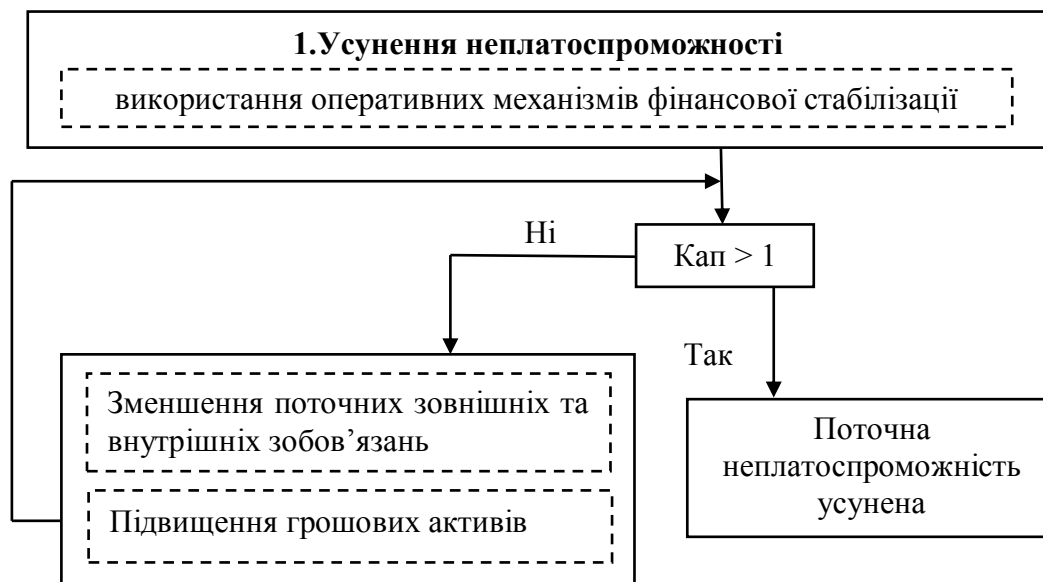 1.Усунення неплатоспроможності
використання оперативних механізмів фінансової стабілізації
Ні
Кап > 1
Так
Зменшення поточних зовнішніх та
внутрішніх зобов’язань
Підвищення грошових активів
Поточна
неплатоспроможність
усунена